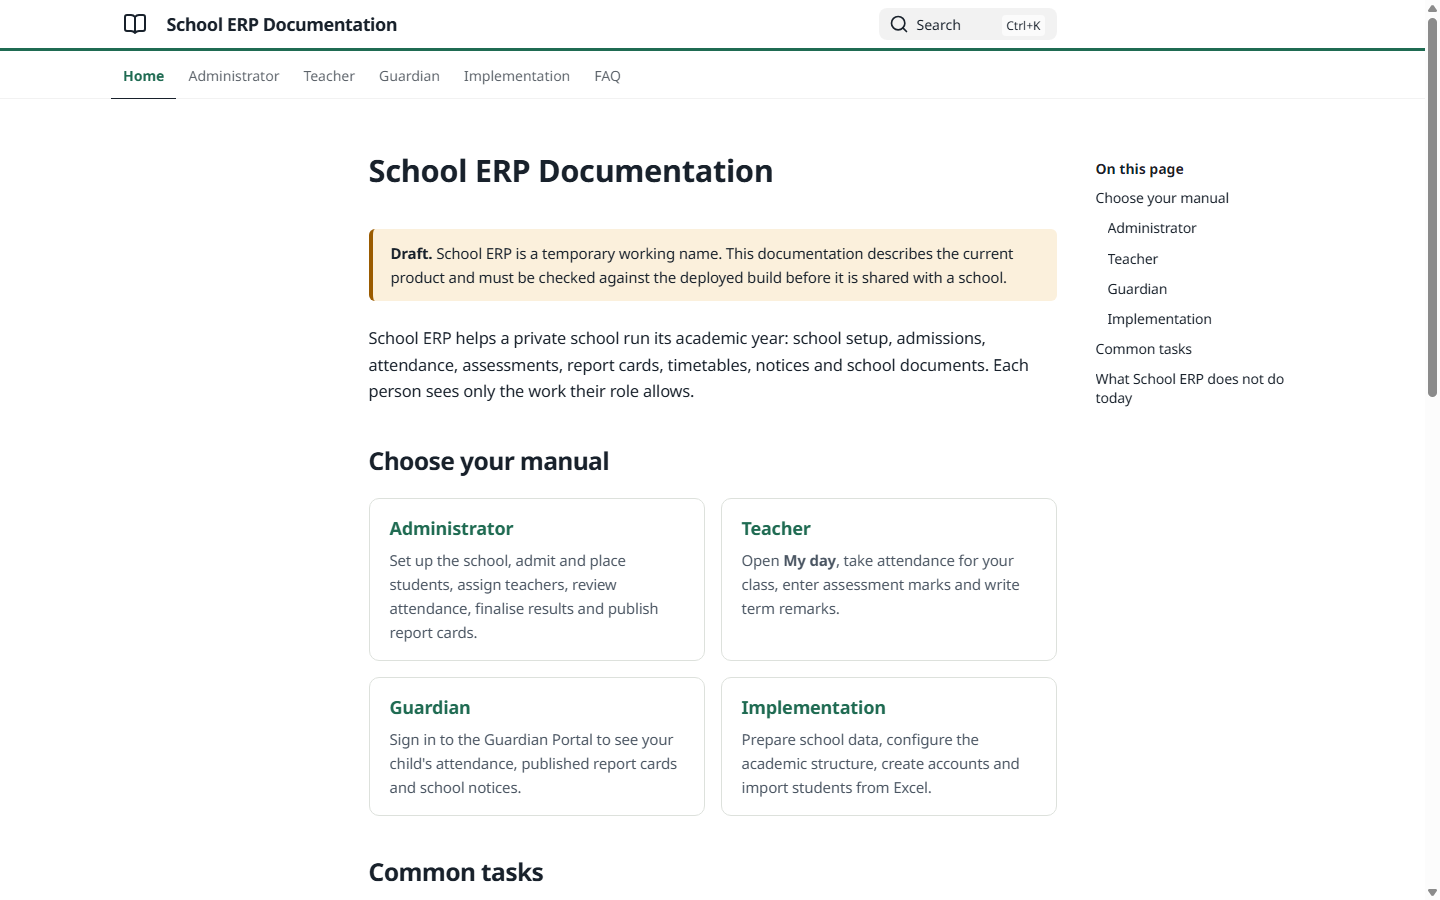 School ERP Documentation
Search
Ctrl+K
Home
Administrator
Teacher
Guardian
Implementation
FAQ
School ERP Documentation
Draft. School ERP is a temporary working name. This documentation describes the current
product and must be checked against the deployed build before it is shared with a school.
School ERP helps a private school run its academic year: school setup, admissions,
attendance, assessments, report cards, timetables, notices and school documents. Each
person sees only the work their role allows.
Choose your manual
Administrator
Set up the school, admit and place
students, assign teachers, review
attendance, finalise results and publish
report cards.
Teacher
Open My day, take attendance for your
class, enter assessment marks and write
term remarks.
Guardian
Sign in to the Guardian Portal to see your
child's attendance, published report cards
and school notices.
Implementation
Prepare school data, configure the
academic structure, create accounts and
import students from Excel.
Common tasks
On this page
Choose your manual
Administrator
Teacher
Guardian
Implementation
Common tasks
What School ERP does not do
today